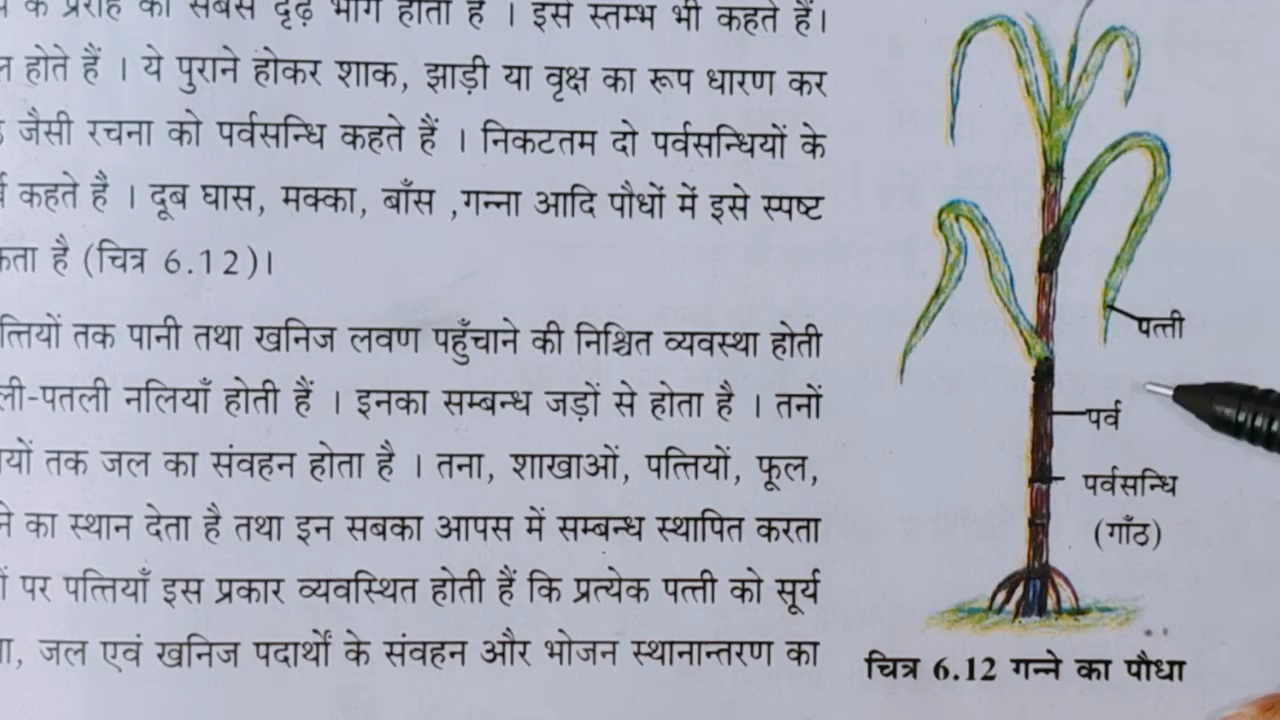 के प्ररोह का सबसे दृढ़ भाग होता है । इसे स्तम्भ भी कहते हैं।
होते हैं । ये पुराने होकर शाक, झाड़ी या वृक्ष का रूप धारण कर
जैसी रचना को पर्वसन्धि कहते हैं । निकटतम दो पर्वसन्धियों के
कहते है । दूब घास, मक्का, बाँस ,गन्ना आदि पौधों में इसे स्पष्ट
है (चित्र 6.12)।
त्तियों तक पानी तथा खनिज लवण पहुँचाने की निश्चित व्यवस्था होती
ली-पतली नलियाँ होती हैं । इनका सम्बन्ध जड़ों से होता है । तनों
यों तक जल का संवहन होता है । तना, शाखाओं, पत्तियों, फूल,
ने का स्थान देता है तथा इन सबका आपस में सम्बन्ध स्थापित करता
पर पत्तियाँ इस प्रकार व्यवस्थित होती हैं कि प्रत्येक पत्ती को सूर्य
जल एवं खनिज पदार्थों के संवहन और भोजन स्थानान्तरण का
पत्ती
पर्व
पर्वसन्धि
(गाँठ)
चित्र 6.12 गन्ने का पौधा